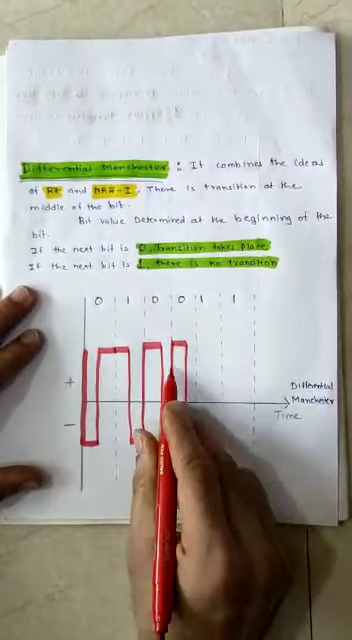 Differential Manchester : It combines the ideas
of RZ and NRZ-I. There is transition at the
middle of the bit.
Bit value Determined at the beginning of the
bit.
If the next bit is 0, transition takes place
If the next bit is 1, there is no transition
0 1 0 0 1 1
+
Differential
Manchester
-
Time